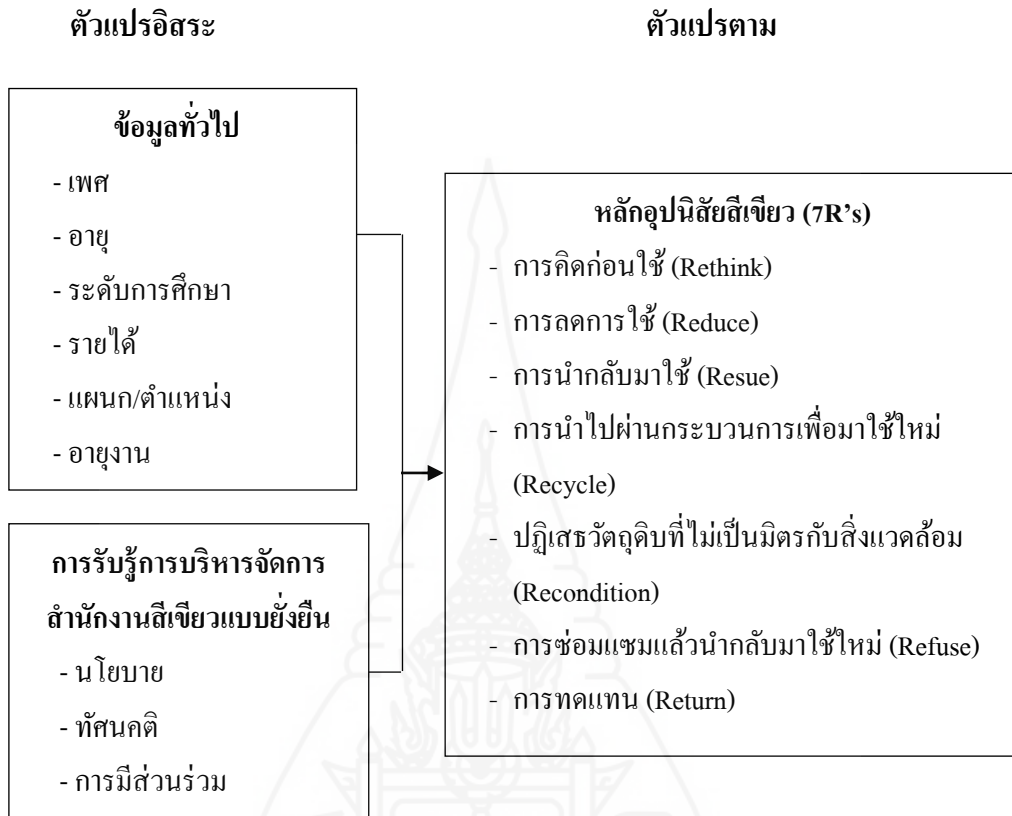 ตัวแปรอิสระ
ตัวแปรตาม
ข้อมูลทั่วไป
- เพศ
- อายุ
- ระดับการศึกษา
- รายได้
- แผนก/ตำแหน่ง
- อายุงาน
การรับรู้การบริหารจัดการ
สำนักงานสีเขียวแบบยั่งยืน
- นโยบาย
- ทัศนคติ
- การมีส่วนร่วม
หลักอุปนิสัยสีเขียว (7R’s)
- การคิดก่อนใช้ (Rethink)
- การลดการใช้ (Reduce)
- การนำกลับมาใช้ (Resue)
- การนำไปผ่านกระบวนการเพื่อมาใช้ใหม่
(Recycle)
- ปฏิเสธวัตถุดิบที่ไม่เป็นมิตรกับสิ่งแวดล้อม
(Recondition)
- การซ่อมแซมแล้วนำกลับมาใช้ใหม่ (Refuse)
- การทดแทน (Return)